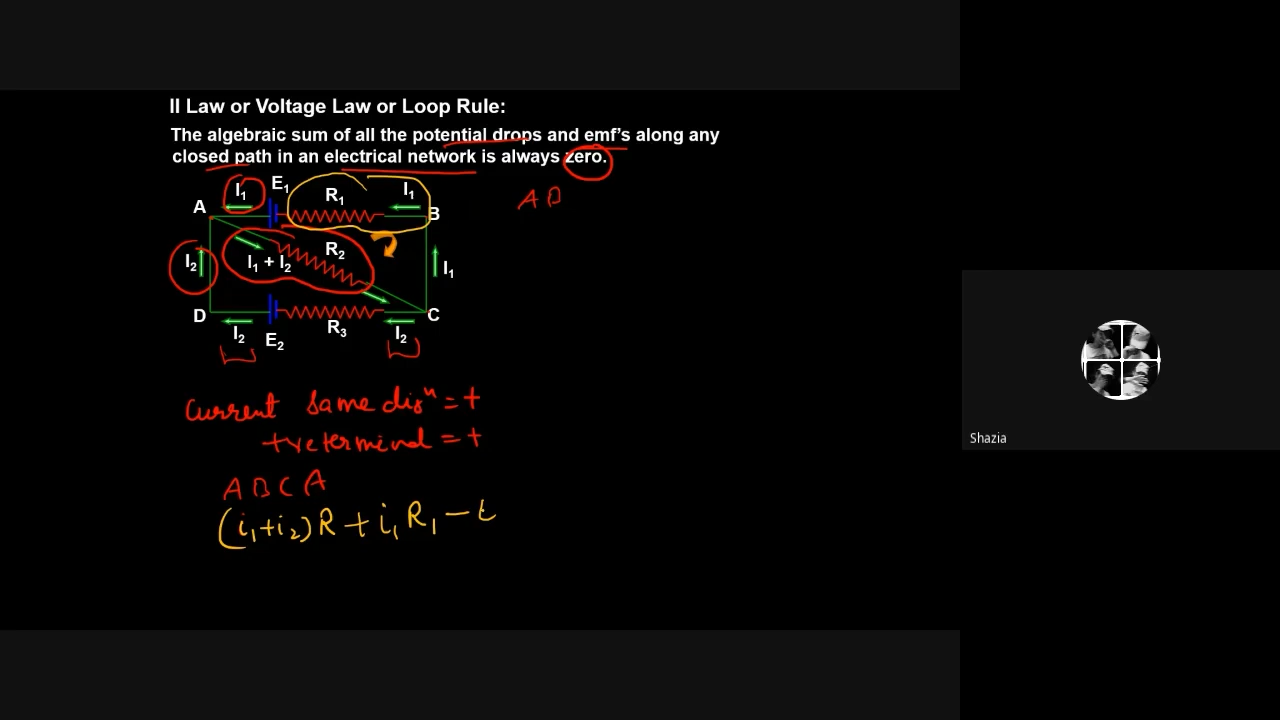 II Law or Voltage Law or Loop Rule:
The algebraic sum of all the potential drops and emf's along any
closed path in an electrical network is always zero.
I1 E1 R1 I1
A B
A B
I2 I1 + I2 R2 I1
D C
I2 E2 R3 I2
Current same dirⁿ = +
+ve terminal = +
A B C A
(i1+i2)R + i1R1 -
Shazia